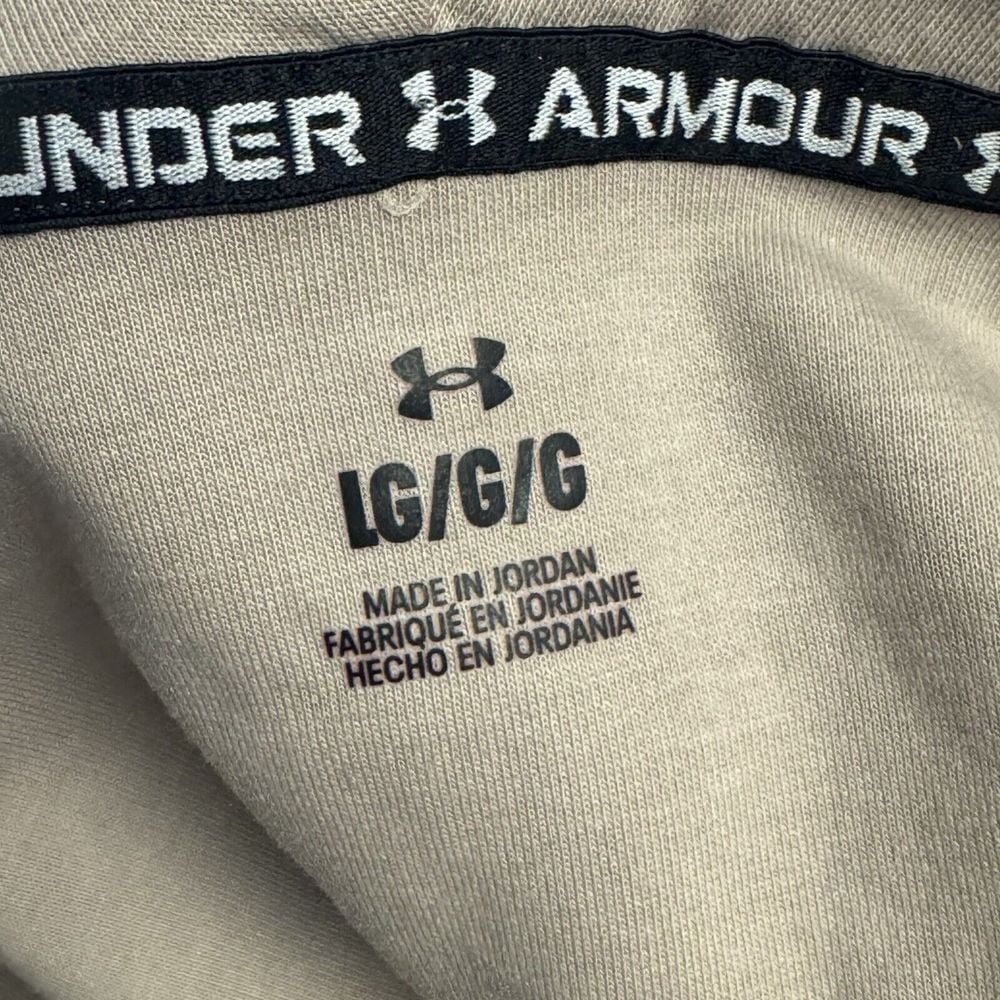 UNDER ARMOUR
LG/G/G
MADE IN JORDAN
FABRIQUÉ EN JORDANIE
HECHO EN JORDANIA